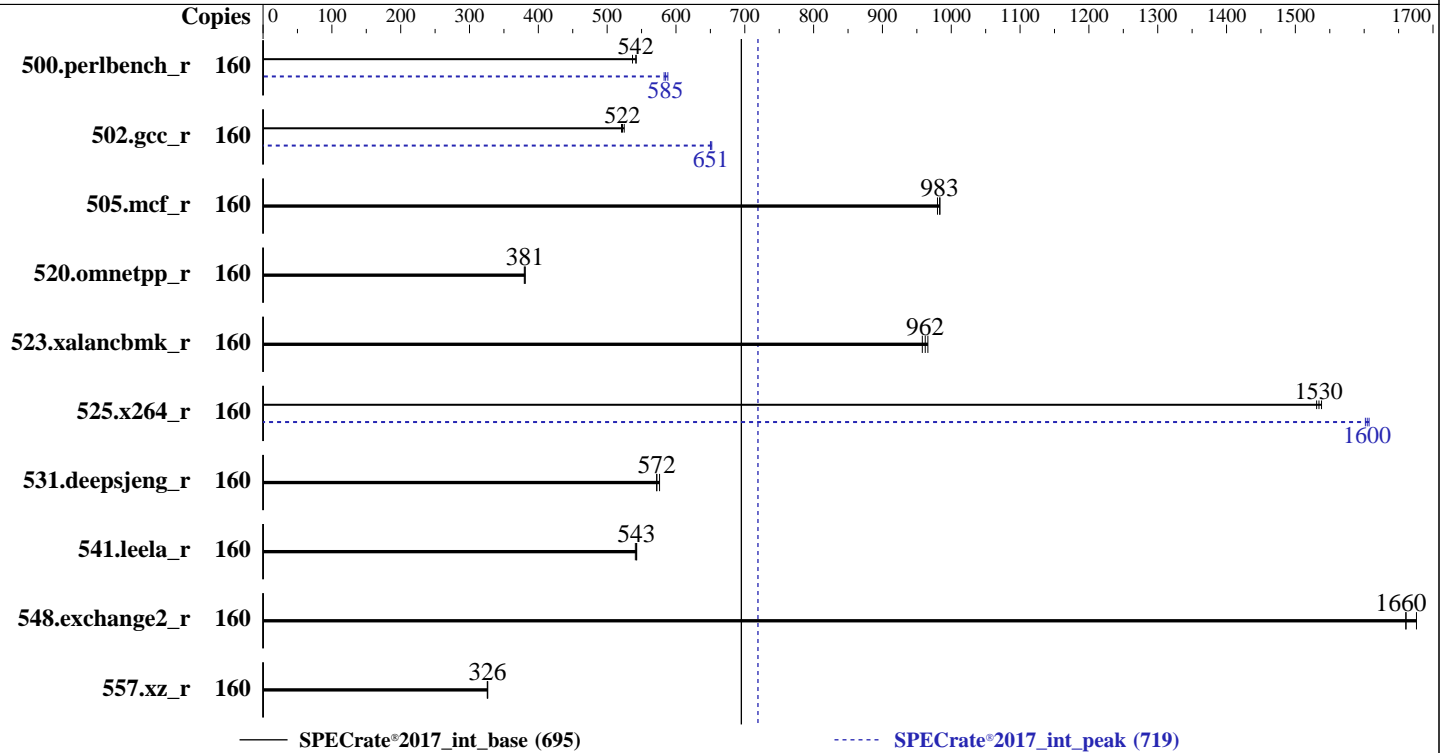 Copies 0 100 200 300 400 500 600 700 800 900 1000 1100 1200 1300 1400 1500 1700
542
500.perlbench_r 160
585
522
502.gcc_r 160
651
983
505.mcf_r 160
381
520.omnetpp_r 160
962
523.xalancbmk_r 160
1530
525.x264_r 160
1600
572
531.deepsjeng_r 160
543
541.leela_r 160
1660
548.exchange2_r 160
326
557.xz_r 160
SPECrate®2017_int_base (695) SPECrate®2017_int_peak (719)